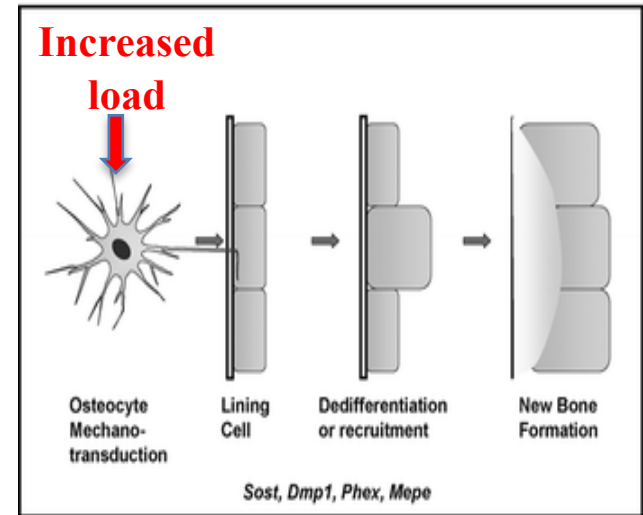 Increased
load
Osteocyte
Mechano-
transduction
Lining
Cell
Dedifferentiation
or recruitment
New Bone
Formation
Sost, Dmp1, Phex, Mepe